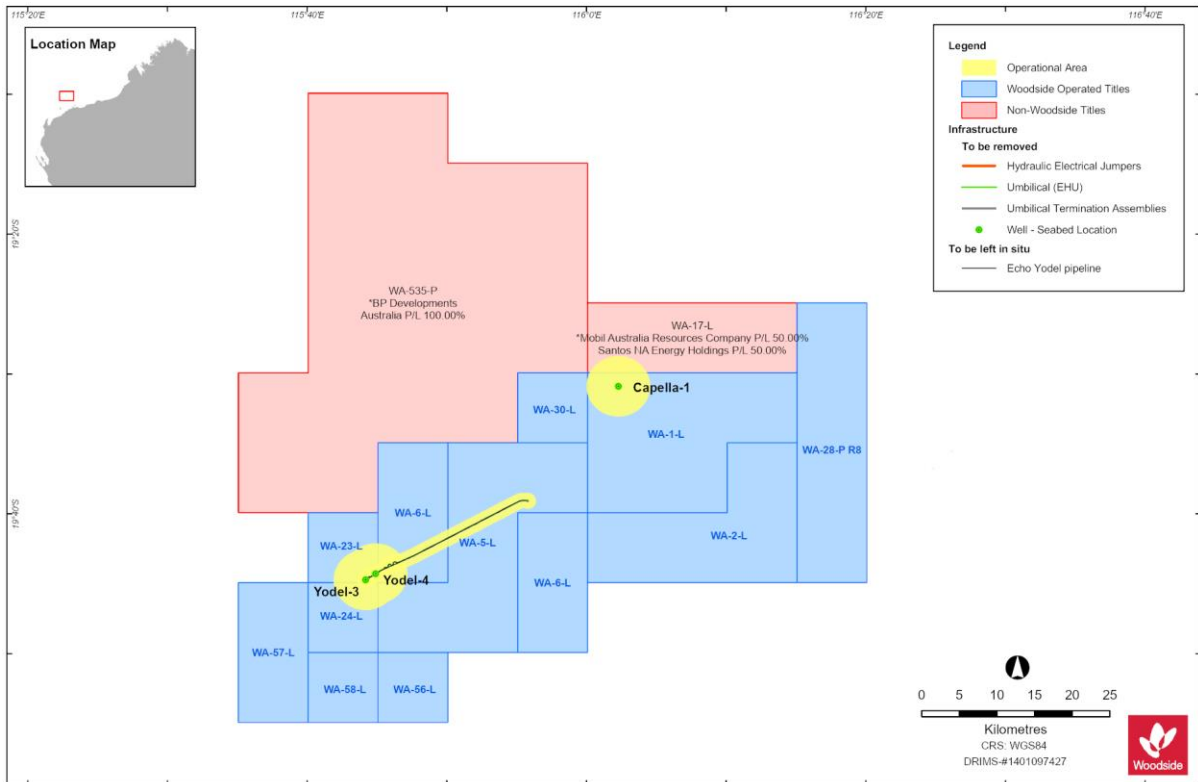 115°20'E
115°40'E
116°0'E
116°20'E
116°40'E
Location Map
Legend
Operational Area
Woodside Operated Titles
Non-Woodside Titles
Infrastructure
To be removed
Hydraulic Electrical Jumpers
Umbilical (EHU)
Umbilical Termination Assemblies
Well - Seabed Location
To be left in situ
Echo Yodel pipeline
19°20'S
WA-535-P
*BP Developments
Australia P/L 100.00%
WA-17-L
*Mobil Australia Resources Company P/L 50.00%
Santos NA Energy Holdings P/L 50.00%
Capella-1
WA-30-L
WA-1-L
WA-28-P R8
19°40'S
WA-6-L
WA-5-L
WA-2-L
WA-23-L
Yodel-4
WA-6-L
Yodel-3
WA-24-L
WA-57-L
WA-58-L
WA-56-L
0 5 10 15 20 25
Kilometres
CRS: WGS84
DRIMS-#1401097427
Woodside